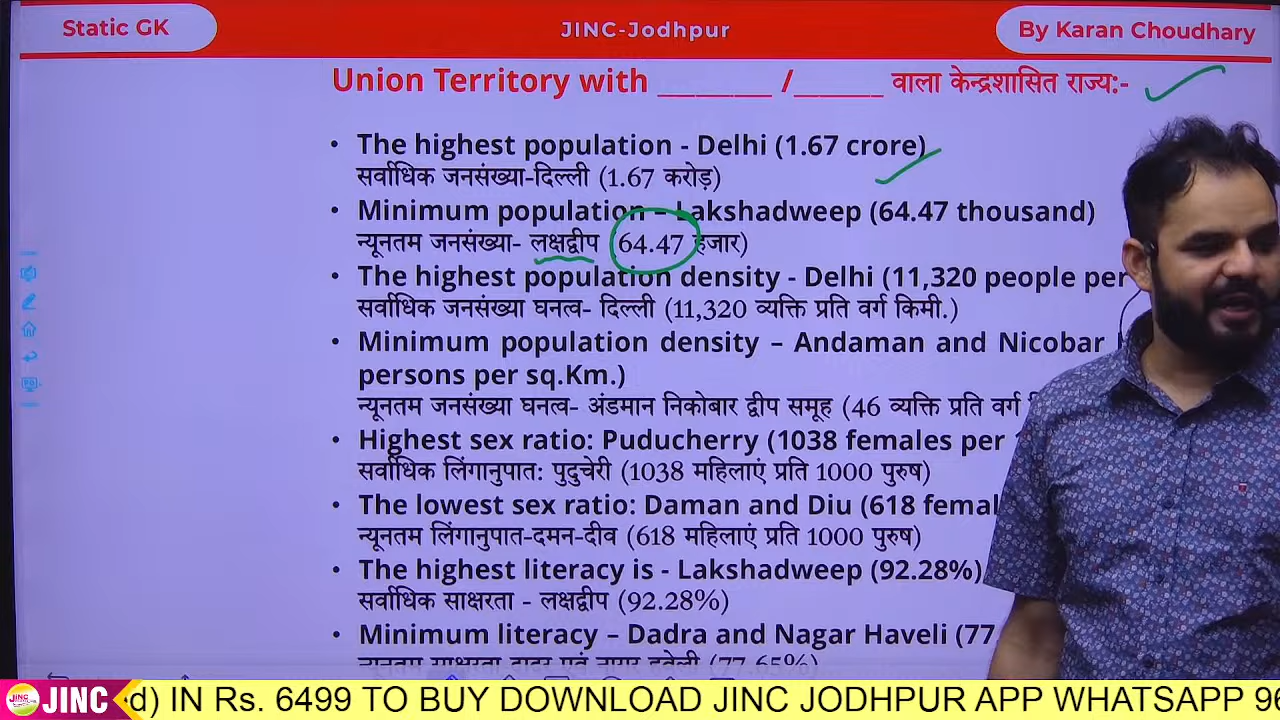 Static GK
JINC-Jodhpur
By Karan Choudhary
Union Territory with _______ /_______ वाला केन्द्रशासित राज्य:-
• The highest population - Delhi (1.67 crore)
सर्वाधिक जनसंख्या-दिल्ली (1.67 करोड़)
• Minimum population – Lakshadweep (64.47 thousand)
न्यूनतम जनसंख्या- लक्षद्वीप (64.47 हजार)
• The highest population density - Delhi (11,320 people per
सर्वाधिक जनसंख्या घनत्व- दिल्ली (11,320 व्यक्ति प्रति वर्ग किमी.)
• Minimum population density – Andaman and Nicobar
persons per sq.Km.)
न्यूनतम जनसंख्या घनत्व- अंडमान निकोबार द्वीप समूह (46 व्यक्ति प्रति वर्ग
• Highest sex ratio: Puducherry (1038 females per
सर्वाधिक लिंगानुपात: पुदुचेरी (1038 महिलाएं प्रति 1000 पुरुष)
• The lowest sex ratio: Daman and Diu (618 femal
न्यूनतम लिंगानुपात-दमन-दीव (618 महिलाएं प्रति 1000 पुरुष)
• The highest literacy is - Lakshadweep (92.28%)
सर्वाधिक साक्षरता - लक्षद्वीप (92.28%)
• Minimum literacy – Dadra and Nagar Haveli (77.
(77.65%)
JINC d) IN Rs. 6499 TO BUY DOWNLOAD JINC JODHPUR APP WHATSAPP 96